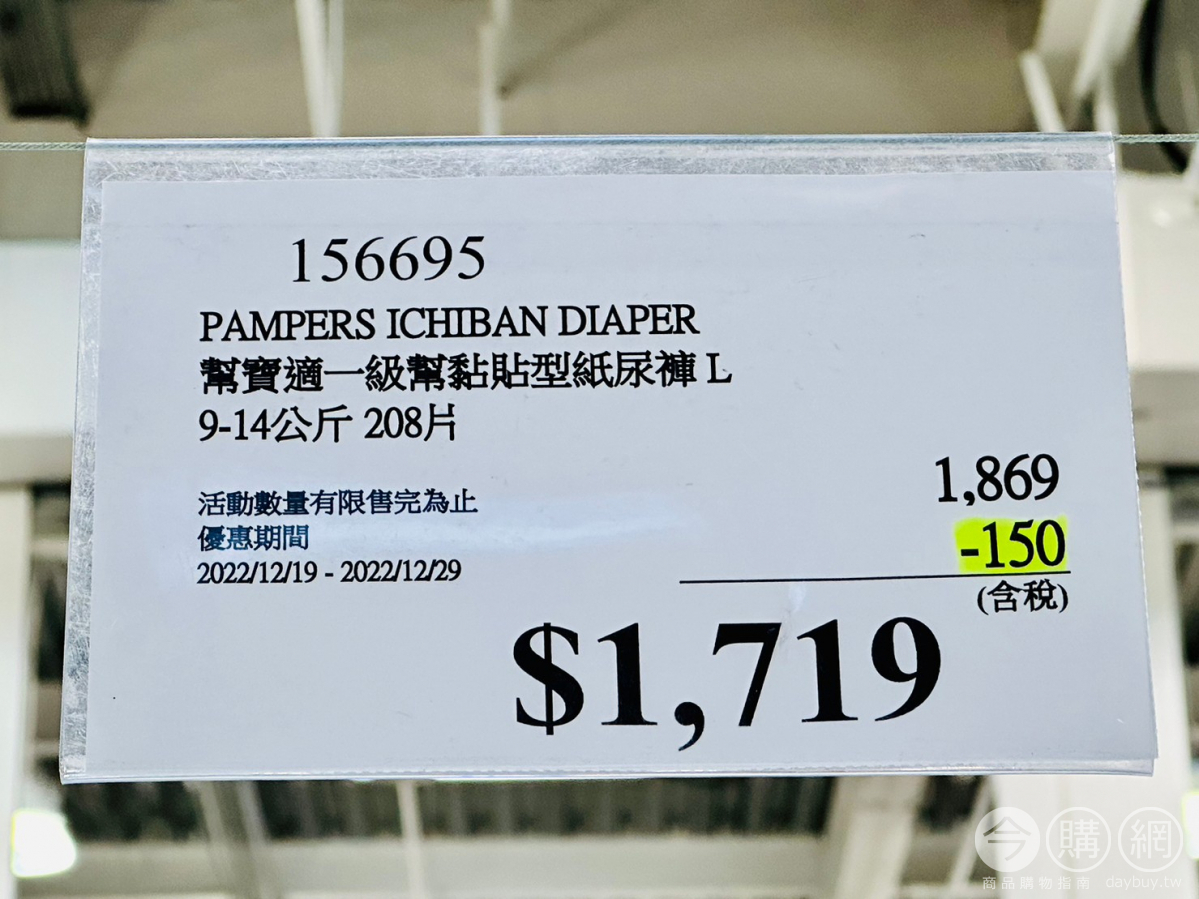 156695
PAMPERS ICHIBAN DIAPER
幫寶適一級幫黏貼型紙尿褲 L
9-14公斤 208片
活動數量有限售完為止
優惠期間
2022/12/19 - 2022/12/29
1,869
-150
(含稅)
$1,719
今購網
商品購物指南 daybuy.tw